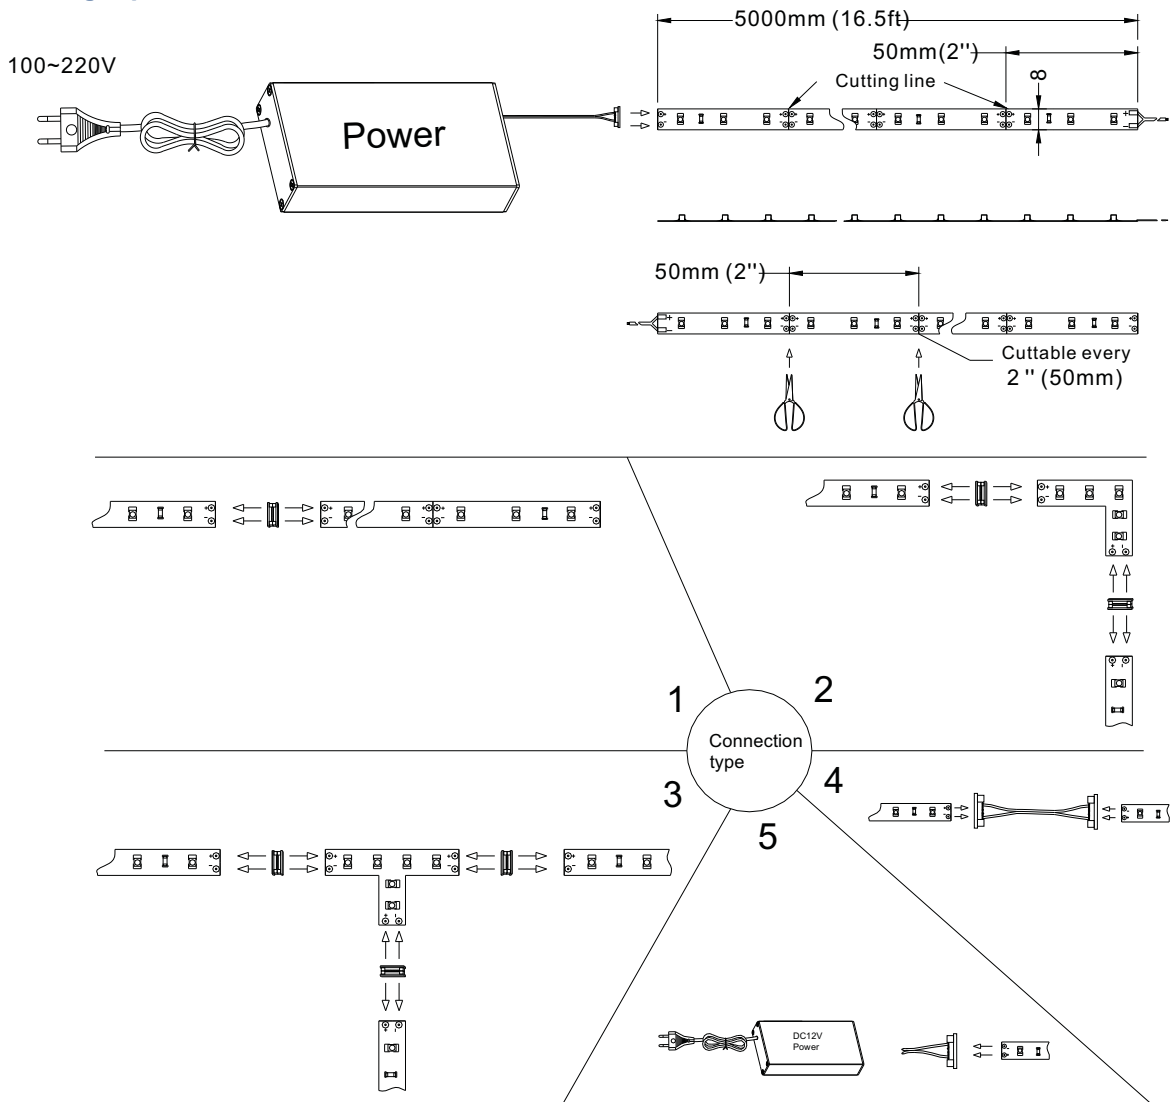 5000mm (16.5ft)
50mm(2'')
100~220V
Cutting line
8
Power
50mm (2'')
Cuttable every
2 '' (50mm)
1
2
Connection
type
3
4
5
DC12V
Power